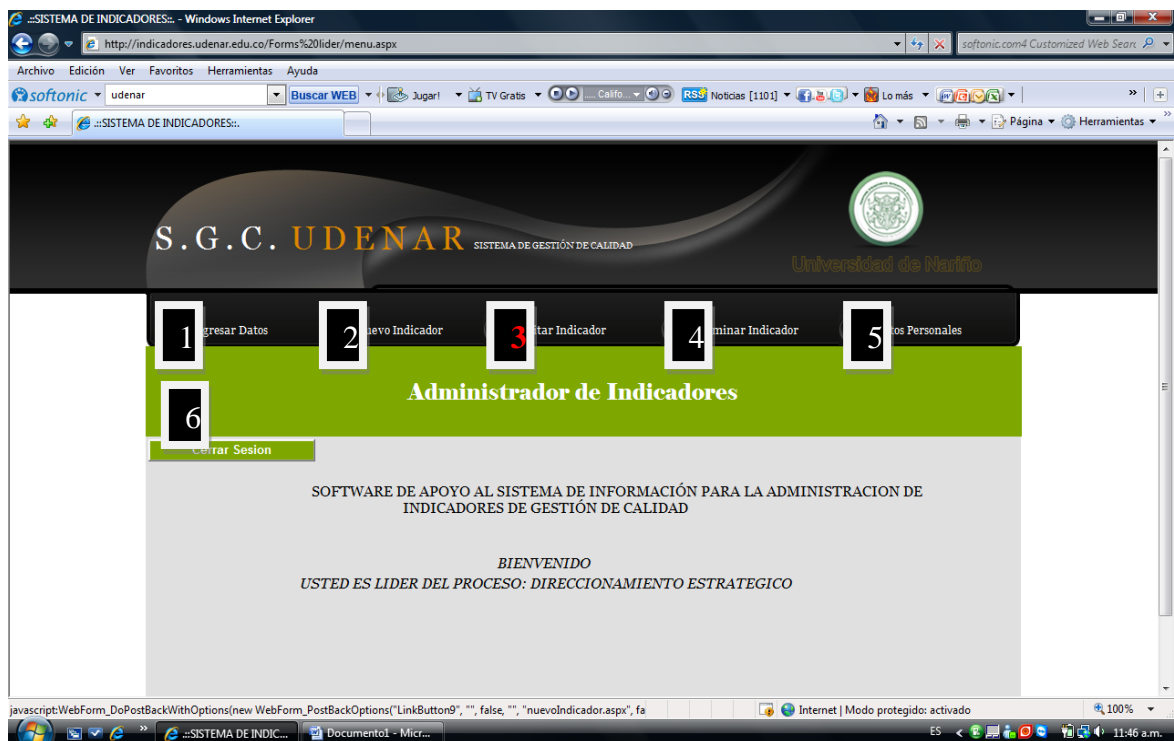 .::SISTEMA DE INDICADORES::. - Windows Internet Explorer
http://indicadores.udenar.edu.co/Forms%20lider/menu.aspx
softonic.com4 Customized Web Searc
Archivo Edición Ver Favoritos Herramientas Ayuda
softonic udenar Buscar WEB Jugar! TV Gratis ..... Califo... RSS Noticias [1101] Lo más
.::SISTEMA DE INDICADORES::. Página Herramientas
S.G.C. UDENAR SISTEMA DE GESTIÓN DE CALIDAD
Universidad de Nariño
1 gresar Datos 2 uevo Indicador 3 itar Indicador 4 minar Indicador 5 os Personales
Administrador de Indicadores
6
Cerrar Sesion
SOFTWARE DE APOYO AL SISTEMA DE INFORMACIÓN PARA LA ADMINISTRACION DE
INDICADORES DE GESTIÓN DE CALIDAD
BIENVENIDO
USTED ES LIDER DEL PROCESO: DIRECCIONAMIENTO ESTRATEGICO
javascript:WebForm_DoPostBackWithOptions(new WebForm_PostBackOptions("LinkButton9", "", false, "", "nuevoIndicador.aspx", fa Internet | Modo protegido: activado 100%
.::SISTEMA DE INDIC... Documento1 - Micr... ES 11:46 a.m.